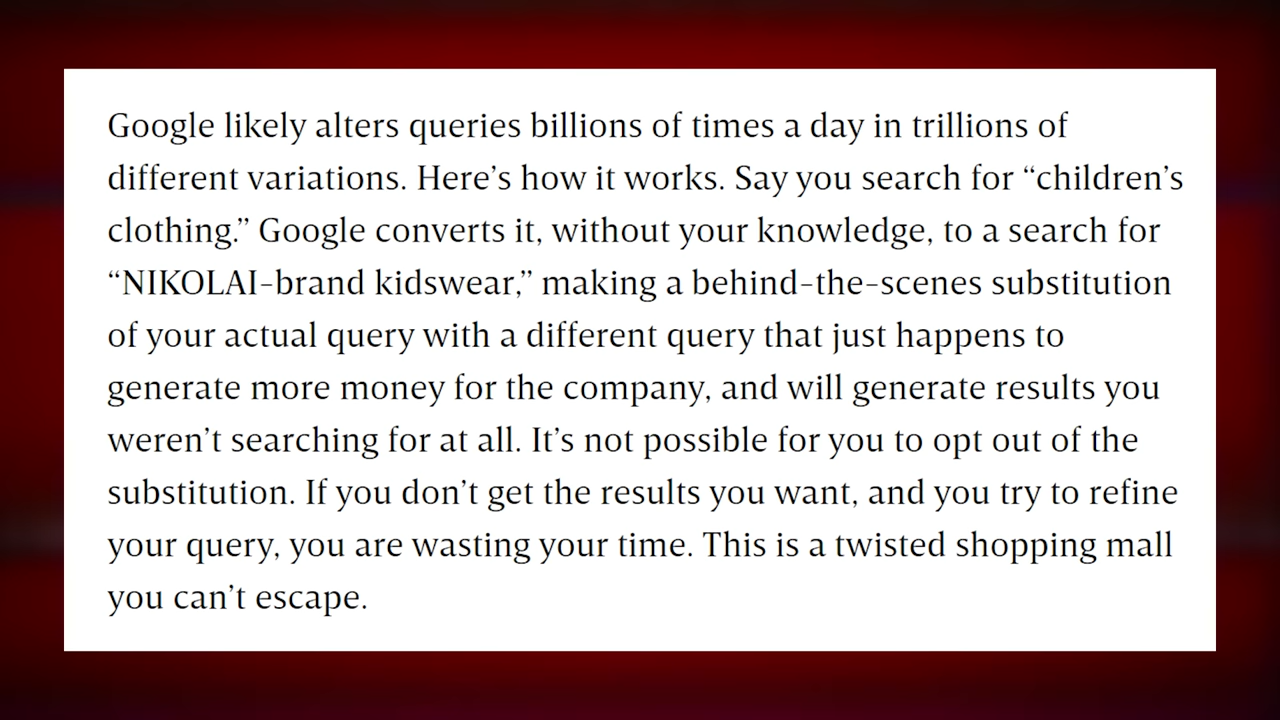 Google likely alters queries billions of times a day in trillions of
different variations. Here’s how it works. Say you search for “children’s
clothing.” Google converts it, without your knowledge, to a search for
“NIKOLAI-brand kidswear,” making a behind-the-scenes substitution
of your actual query with a different query that just happens to
generate more money for the company, and will generate results you
weren’t searching for at all. It’s not possible for you to opt out of the
substitution. If you don’t get the results you want, and you try to refine
your query, you are wasting your time. This is a twisted shopping mall
you can’t escape.